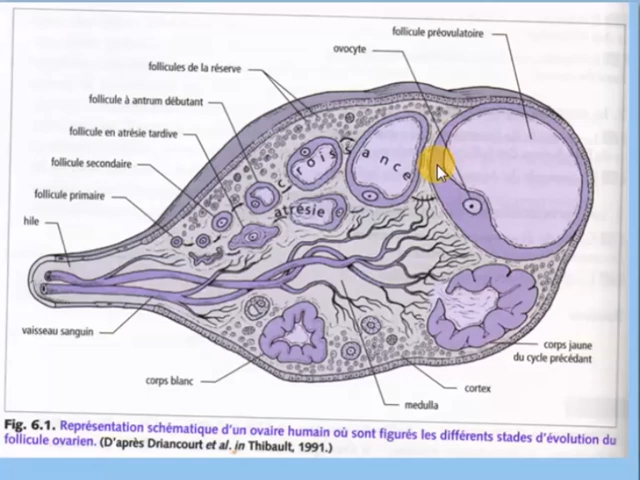 follicule préovulatoire
ovocyte
follicules de la réserve
follicule à antrum débutant
follicule en atrésie tardive
follicule secondaire
follicule primaire
hile
croissance
atrésie
vaisseau sanguin
corps blanc
corps jaune
du cycle précédant
cortex
medulla
Fig. 6.1. Représentation schématique d'un ovaire humain où sont figurés les différents stades d'évolution du
follicule ovarien. (D'après Driancourt et al. in Thibault, 1991.)